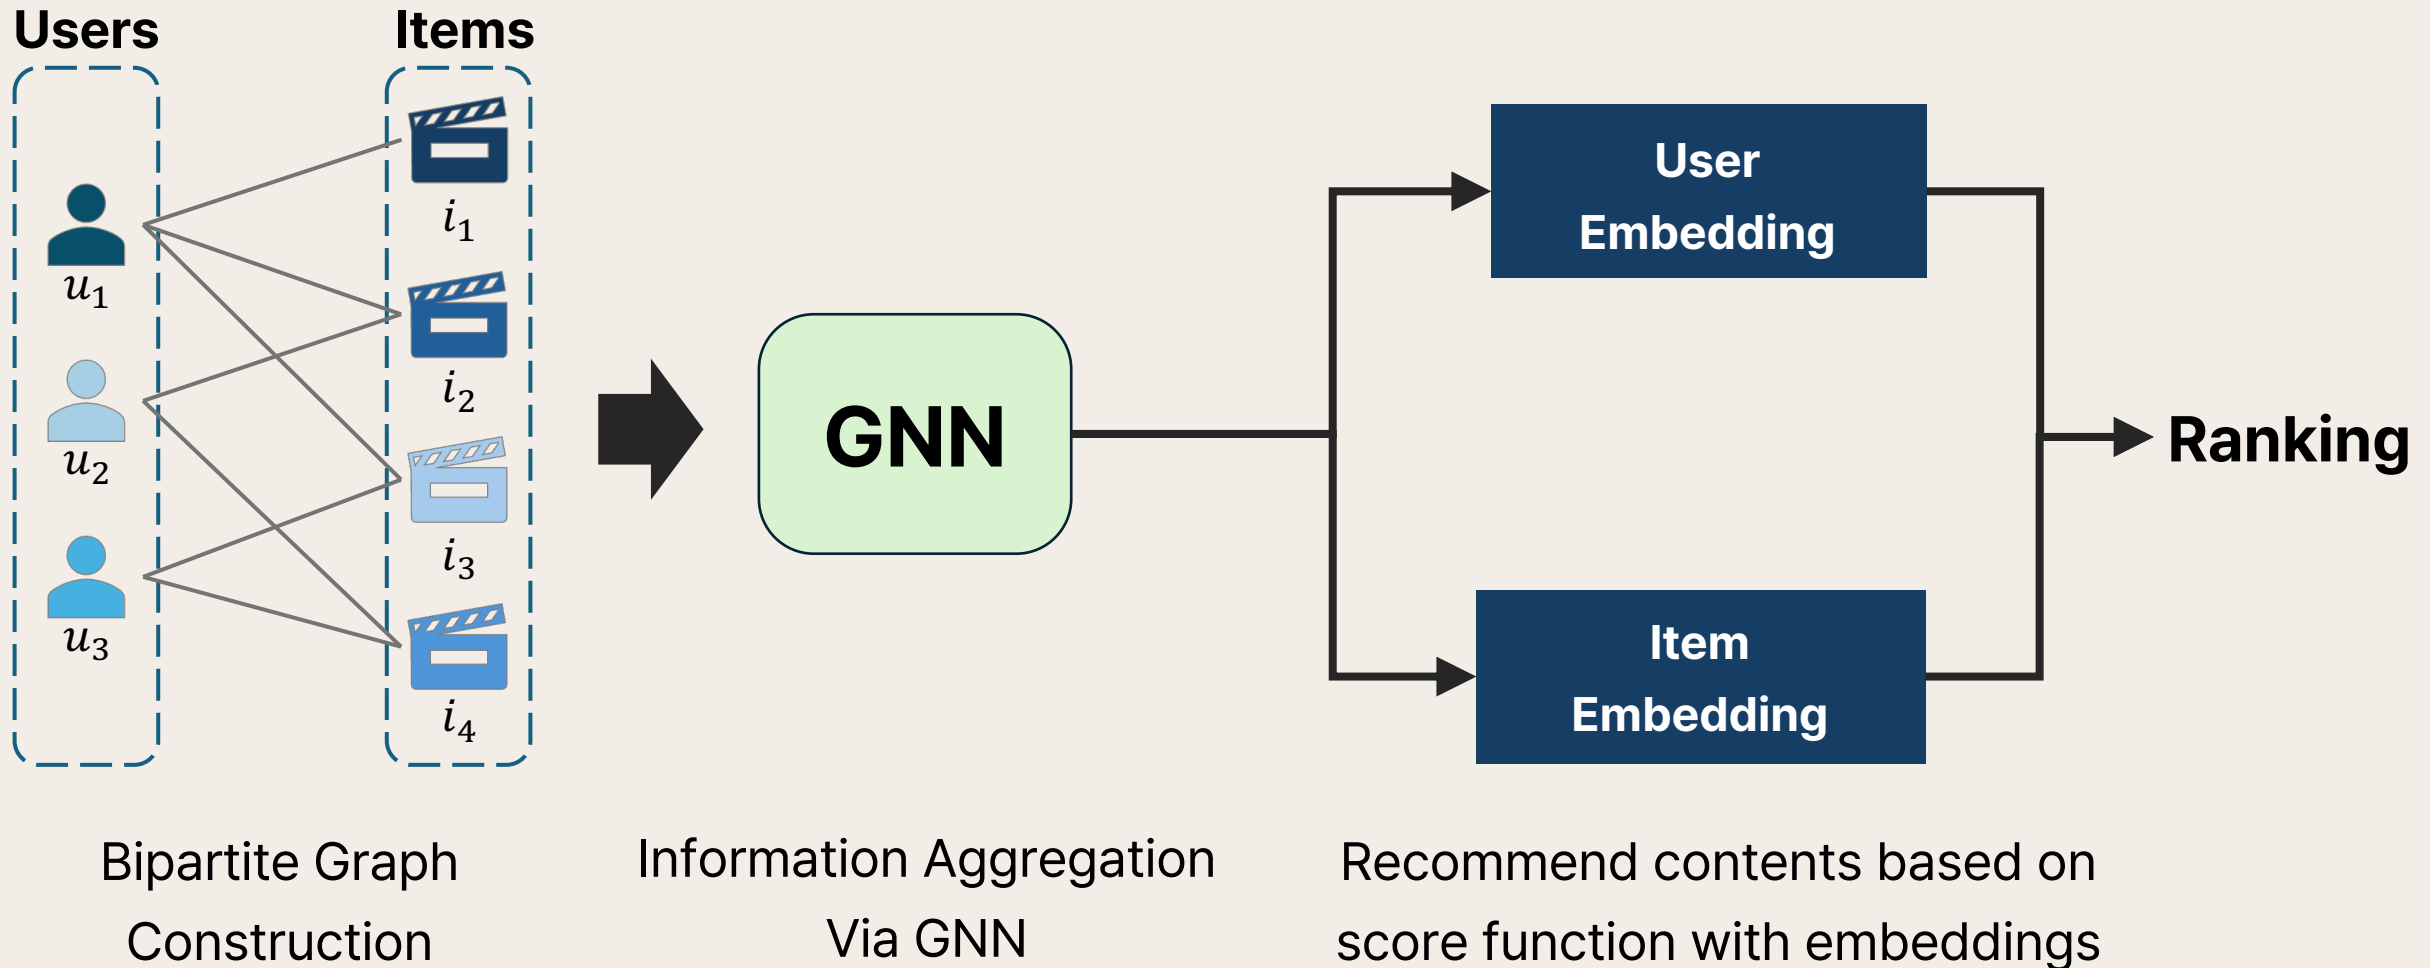 Users
Items
u1
u2
u3
i1
i2
i3
i4
GNN
User
Embedding
Item
Embedding
Ranking
Bipartite Graph
Construction
Information Aggregation
Via GNN
Recommend contents based on
score function with embeddings